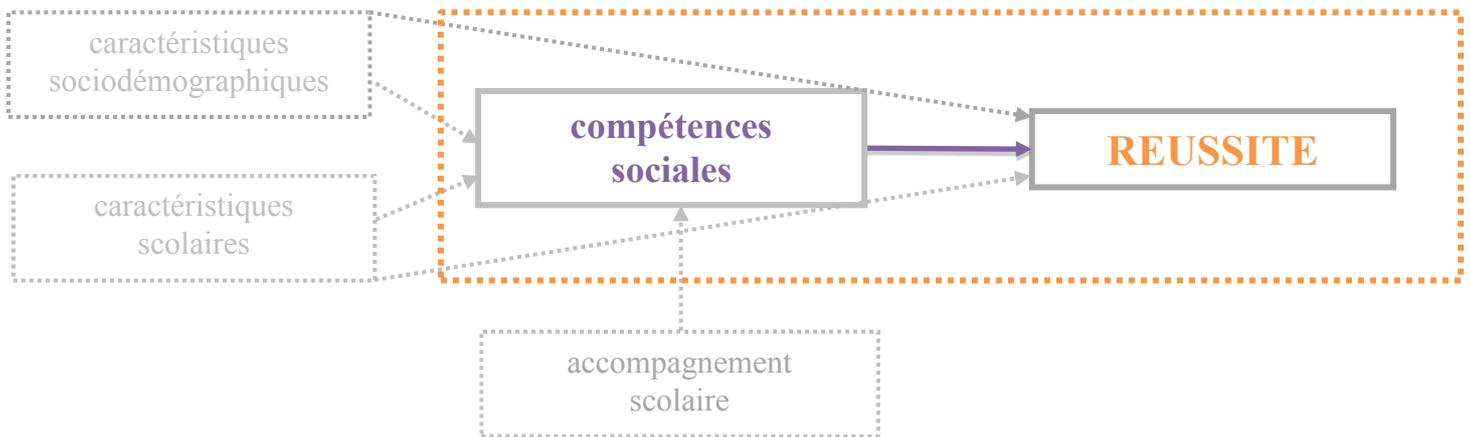 caractéristiques
sociodémographiques
compétences
sociales
REUSSITE
caractéristiques
scolaires
accompagnement
scolaire